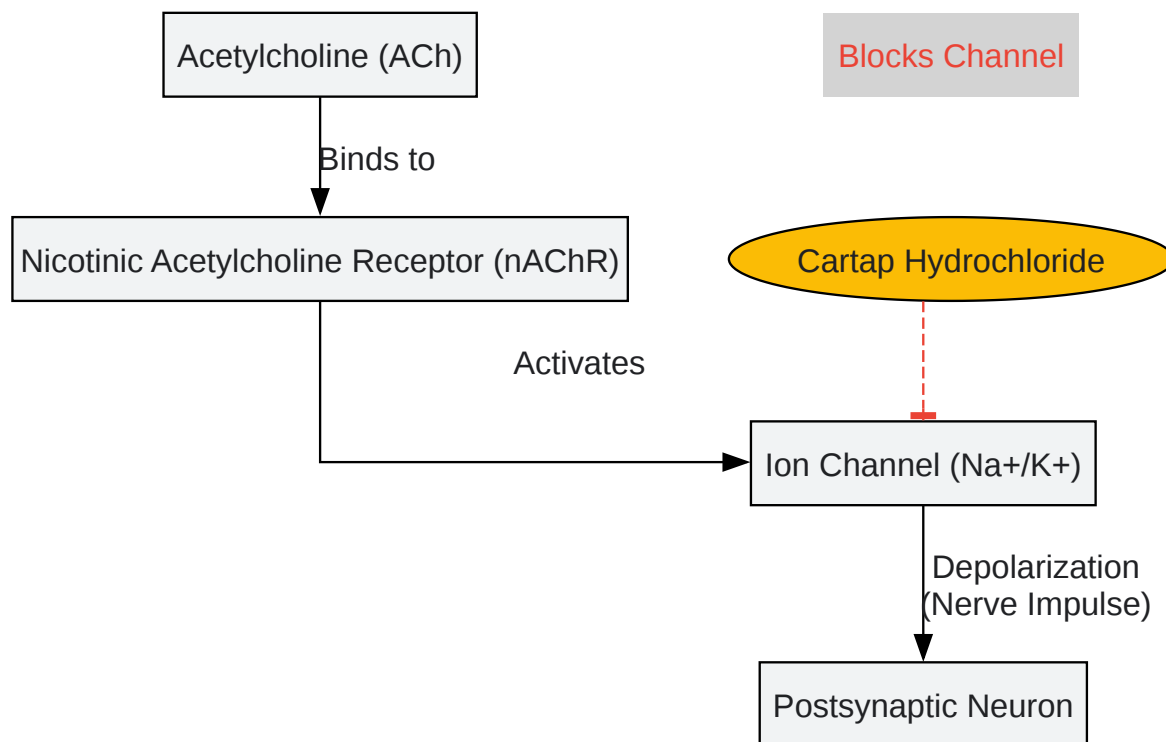 Acetylcholine (ACh)
Blocks Channel
Binds to
Nicotinic Acetylcholine Receptor (nAChR)
Cartap Hydrochloride
Activates
Ion Channel (Na+/K+)
Depolarization
(Nerve Impulse)
Postsynaptic Neuron